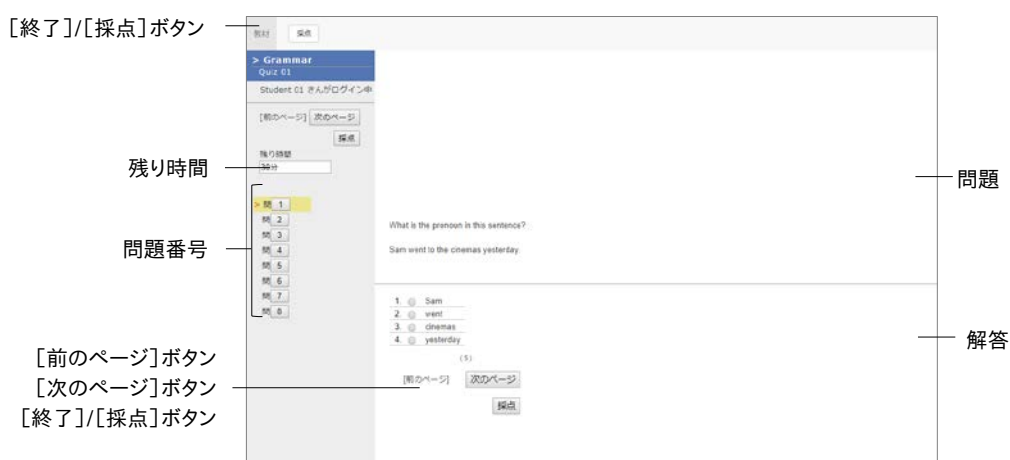 [終了]/[採点]ボタン
教材 採点
> Grammar
Quiz 01
Student 01 さんがログイン中
[前のページ] 次のページ
採点
残り時間
残り時間
30分
問題
> 問 1
問 2
問 3
問 4
問 5
問 6
問 7
問 8
問題番号
What is the pronoun in this sentence?
Sam went to the cinemas yesterday.
1. Sam
2. went
3. cinemas
4. yesterday
(5)
解答
[前のページ]ボタン
[次のページ]ボタン
[終了]/[採点]ボタン
[前のページ] 次のページ
採点